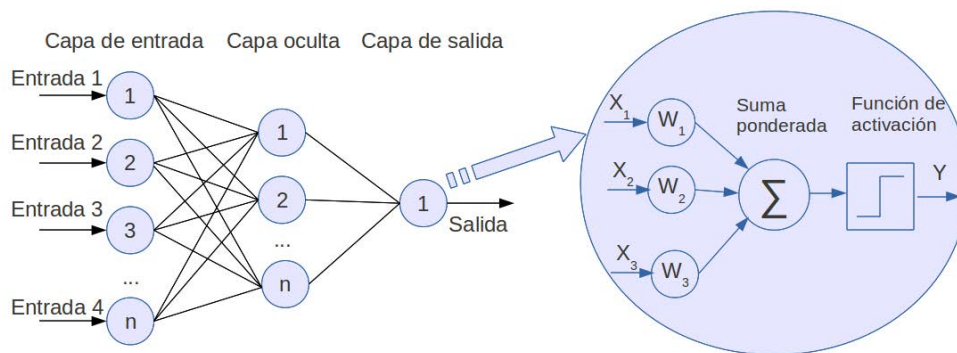 Capa de entrada
Capa oculta
Capa de salida
Entrada 1
1
Entrada 2
2
Entrada 3
3
...
Entrada 4
n
1
2
...
n
1
Salida
X1
W1
X2
W2
X3
W3
Suma
ponderada
∑
Función de
activación
Y